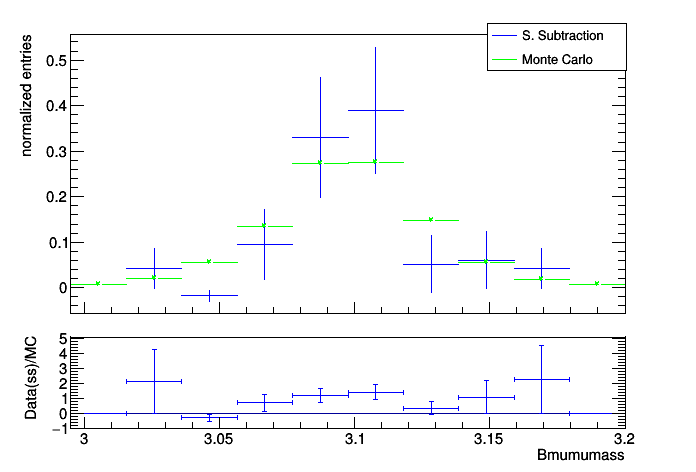 S. Subtraction
Monte Carlo
normalized entries
0.5
0.4
0.3
0.2
0.1
0
Data(ss)/MC
5
4
3
2
1
0
−1
3 3.05 3.1 3.15 3.2
Bmumumass